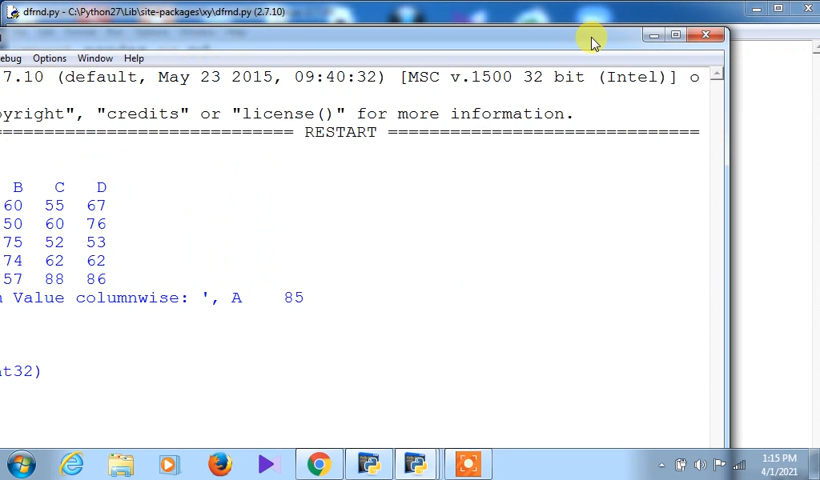 dfrnd.py - C:\Python27\Lib\site-packages\xy\dfrnd.py (2.7.10)
ebug Options Window Help
7.10 (default, May 23 2015, 09:40:32) [MSC v.1500 32 bit (Intel)] o
pyright", "credits" or "license()" for more information.
============================ RESTART =============================
B C D
60 55 67
50 60 76
75 52 53
74 62 62
57 88 86
n Value columnwise: ', A 85
nt32)
1:15 PM
4/1/2021